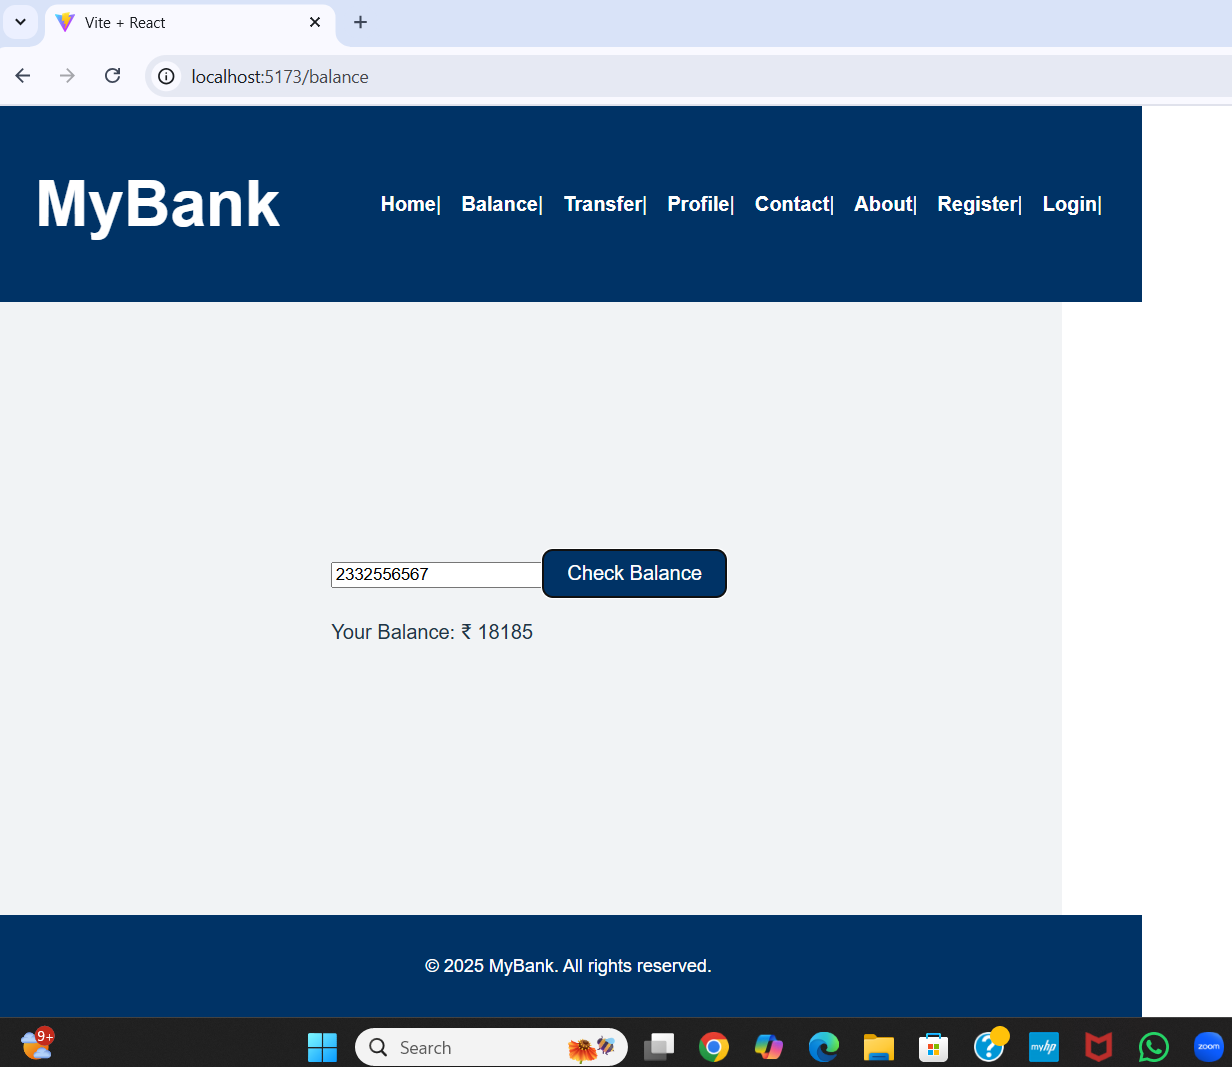 Vite + React
localhost:5173/balance
MyBank
Home| Balance| Transfer| Profile| Contact| About| Register| Login|
2332556567 Check Balance
Your Balance: ₹ 18185
© 2025 MyBank. All rights reserved.
9+
Search
myhp
zoom